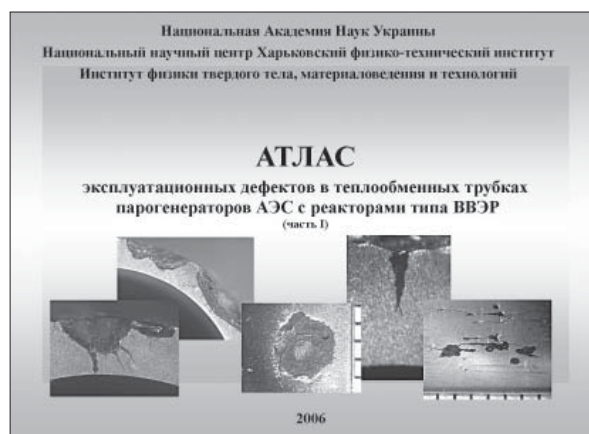 Национальная Академия Наук Украины
Национальный научный центр Харьковский физико-технический институт
Институт физики твердого тела, материаловедения и технологий
АТЛАС
эксплуатационных дефектов в теплообменных трубках
парогенераторов АЭС с реакторами типа ВВЭР
(часть I)
2006